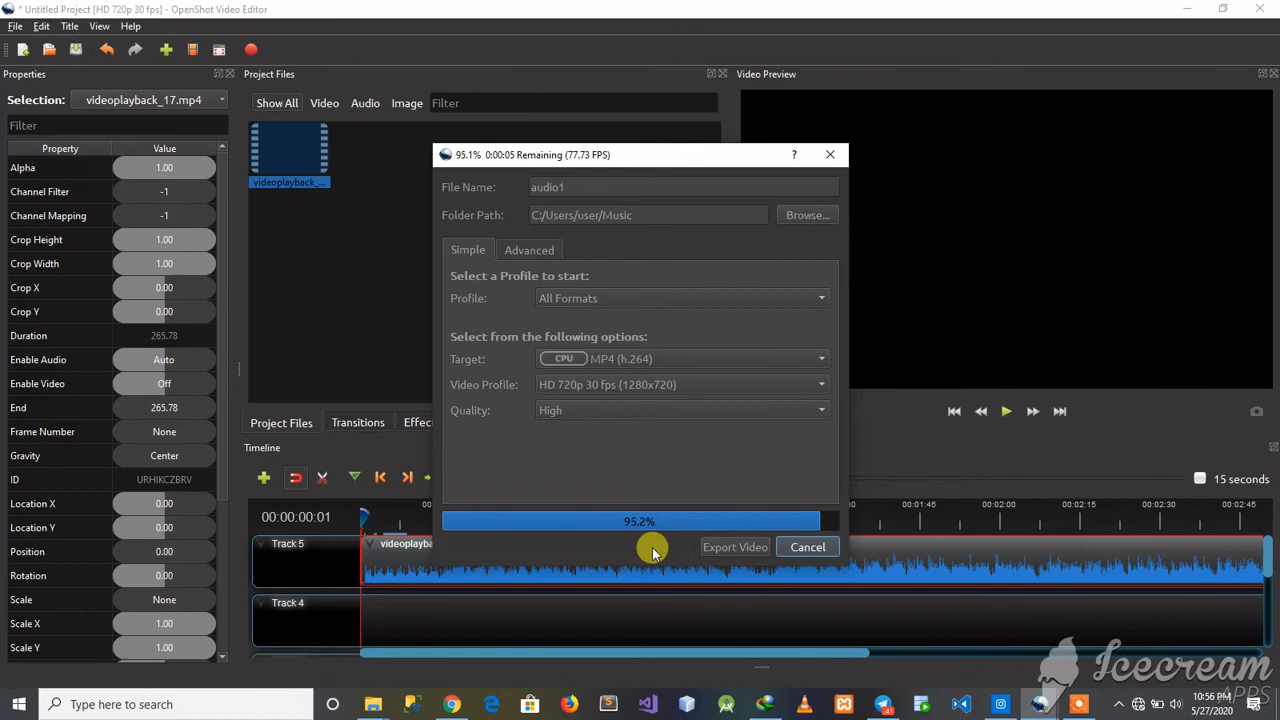 * Untitled Project [HD 720p 30 fps] - OpenShot Video Editor
File Edit Title View Help
Properties
Project Files
Video Preview
Selection: videoplayback_17.mp4
Show All Video Audio Image Filter
Filter
Property Value
Alpha 1.00
Channel Filter -1
Channel Mapping -1
Crop Height 1.00
Crop Width 1.00
Crop X 0.00
Crop Y 0.00
Duration 265.78
Enable Audio Auto
Enable Video Off
End 265.78
Frame Number None
Gravity Center
ID URHIKCZBRV
Location X 0.00
Location Y 0.00
Position 0.00
Rotation 0.00
Scale None
Scale X 1.00
Scale Y 1.00
videoplayback_...
95.1% 0:00:05 Remaining (77.73 FPS)
?
File Name: audio1
Folder Path: C:/Users/user/Music Browse...
Simple Advanced
Select a Profile to start:
Profile: All Formats
Select from the following options:
Target: CPU MP4 (h.264)
Video Profile: HD 720p 30 fps (1280x720)
Quality: High
95.2%
Export Video Cancel
Project Files Transitions Effec
Timeline
15 seconds
00:00:00:01
00:01:45 00:02:00 00:02:15 00:02:30 00:02:45
Track 5 videoplayba
Track 4
Icecream
APPS
Type here to search
41
10:56 PM
5/27/2020